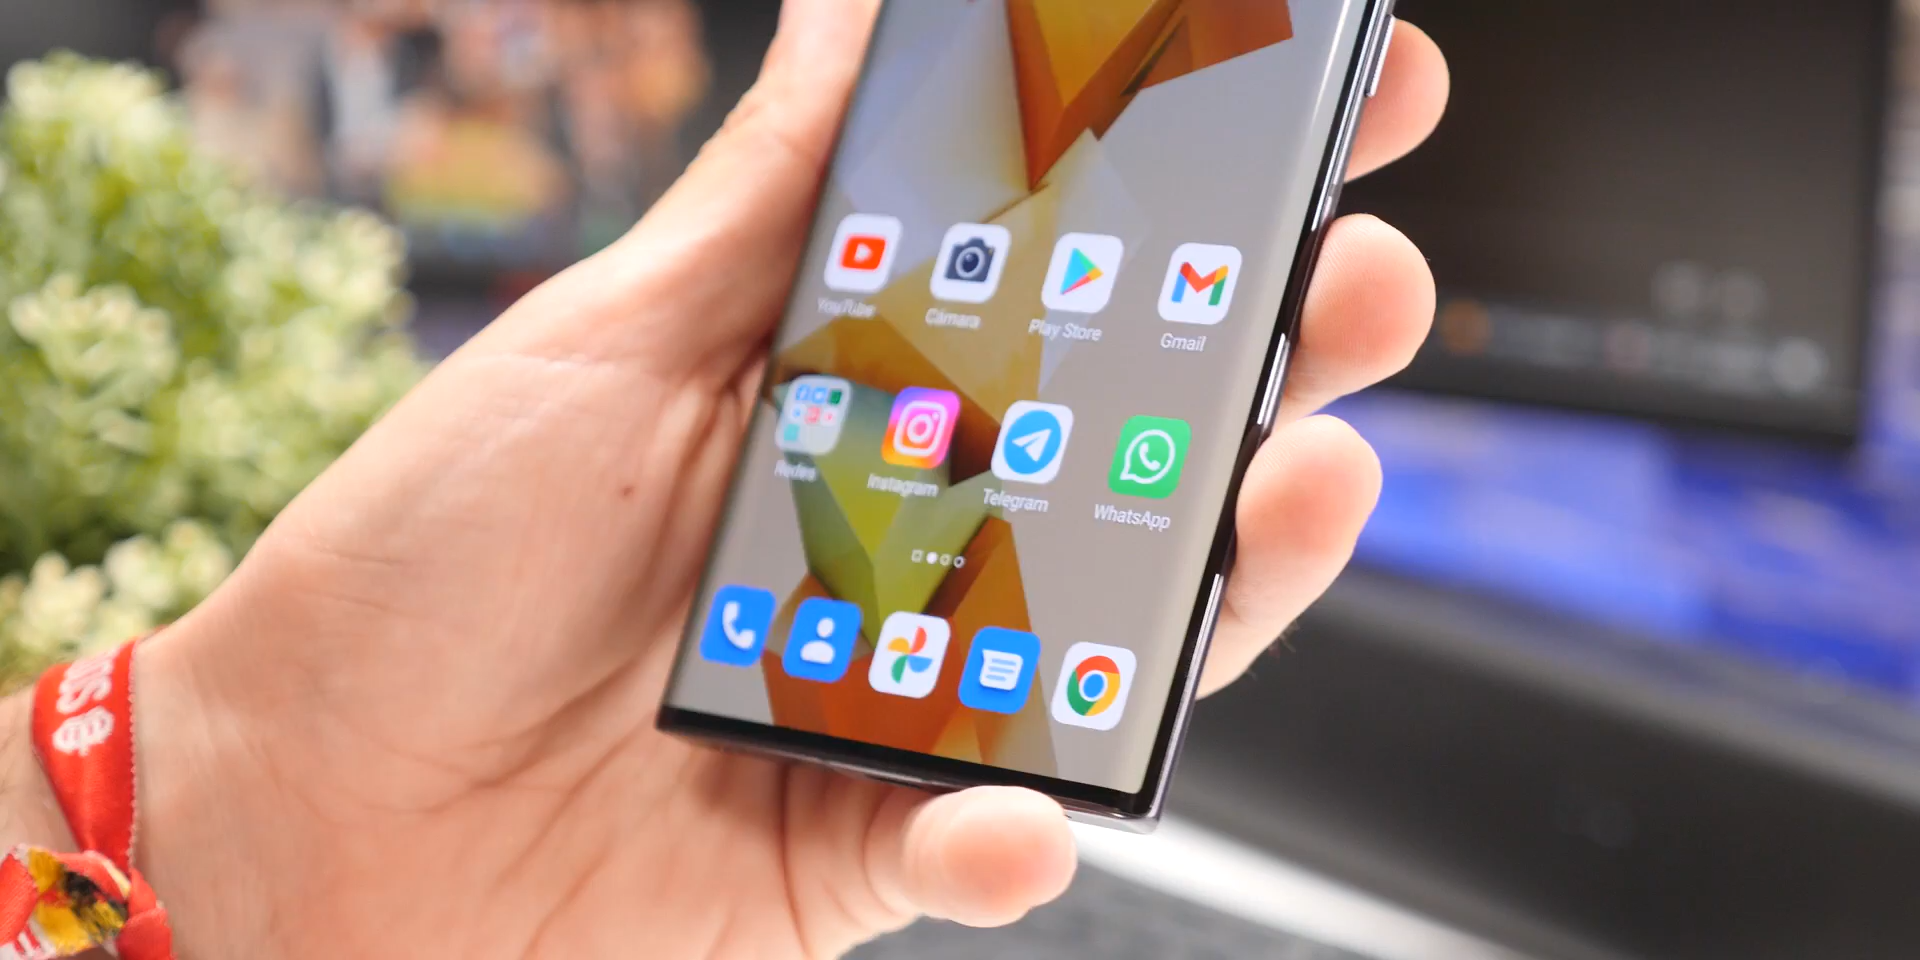 YouTube
Cámara
Play Store
Gmail
Redes
Instagram
Telegram
WhatsApp